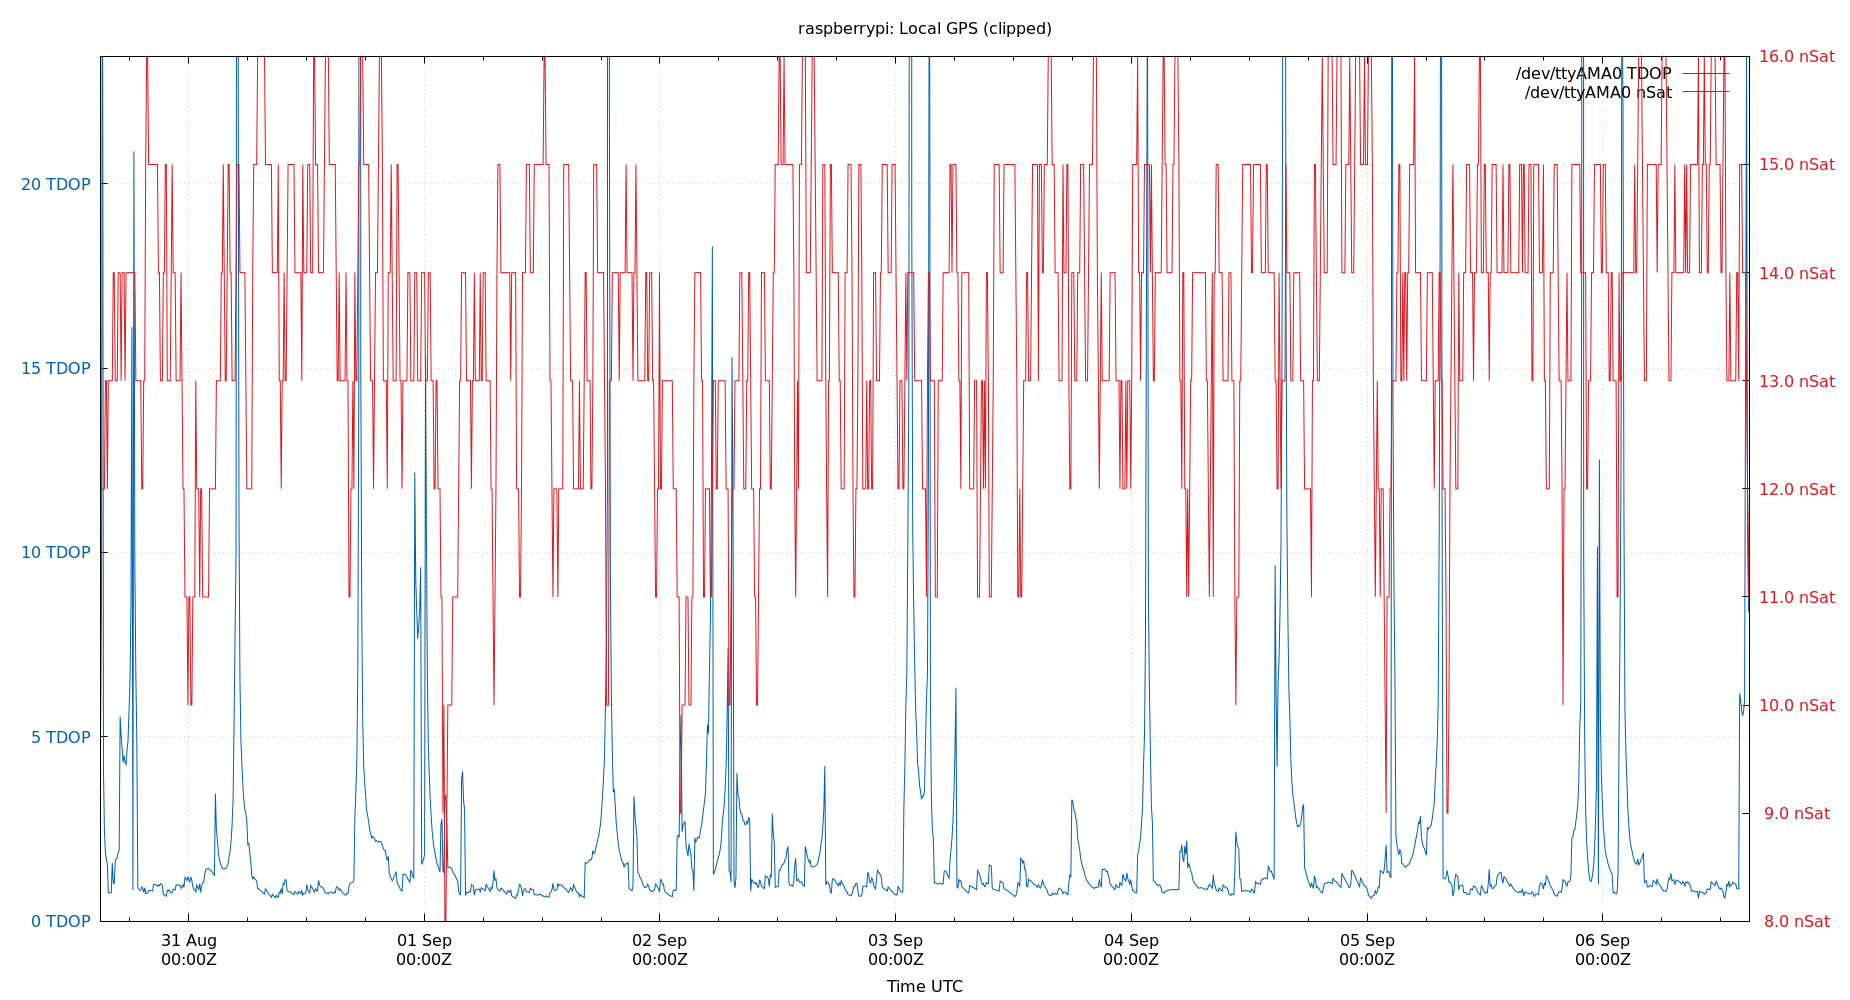 raspberrypi: Local GPS (clipped)
/dev/ttyAMA0 TDOP
/dev/ttyAMA0 nSat
20 TDOP
15 TDOP
10 TDOP
5 TDOP
0 TDOP
16.0 nSat
15.0 nSat
14.0 nSat
13.0 nSat
12.0 nSat
11.0 nSat
10.0 nSat
9.0 nSat
8.0 nSat
31 Aug
00:00Z
01 Sep
00:00Z
02 Sep
00:00Z
03 Sep
00:00Z
04 Sep
00:00Z
05 Sep
00:00Z
06 Sep
00:00Z
Time UTC